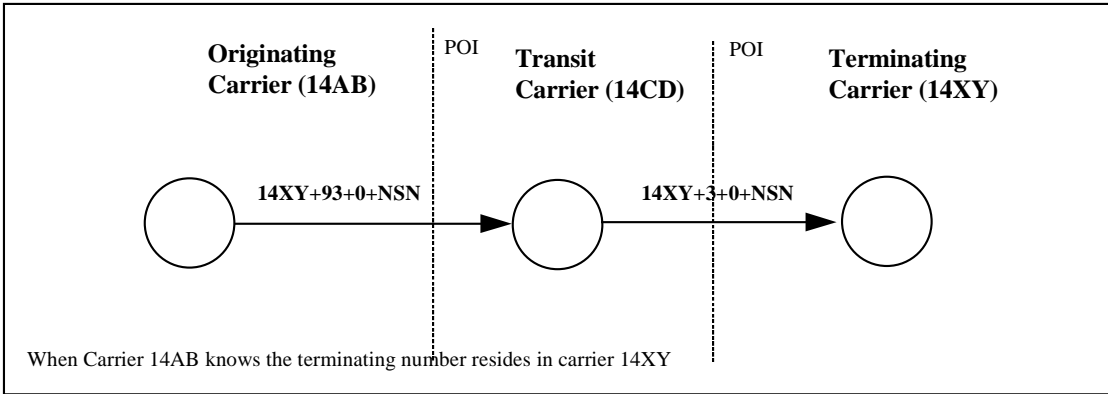 Originating
Carrier (14AB)
POI
Transit
Carrier (14CD)
POI
Terminating
Carrier (14XY)
14XY+93+0+NSN
14XY+3+0+NSN
When Carrier 14AB knows the terminating number resides in carrier 14XY